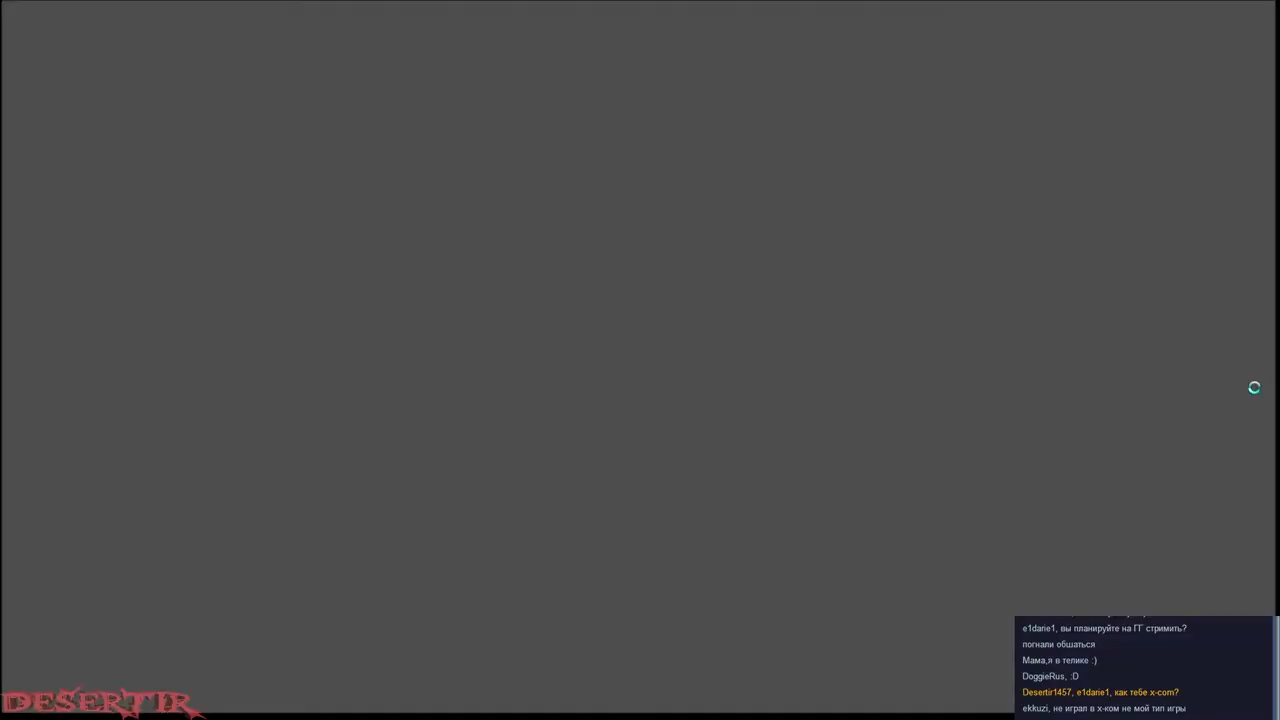 e1darie1, вы планируйте на ГГ стримить?
погнали обшаться
Мама,я в телике :)
DoggieRus, :D
Desertir1457, e1darie1, как тебе x-com?
ekkuzi, не играл в х-ком не мой тип игры
DESERTIR